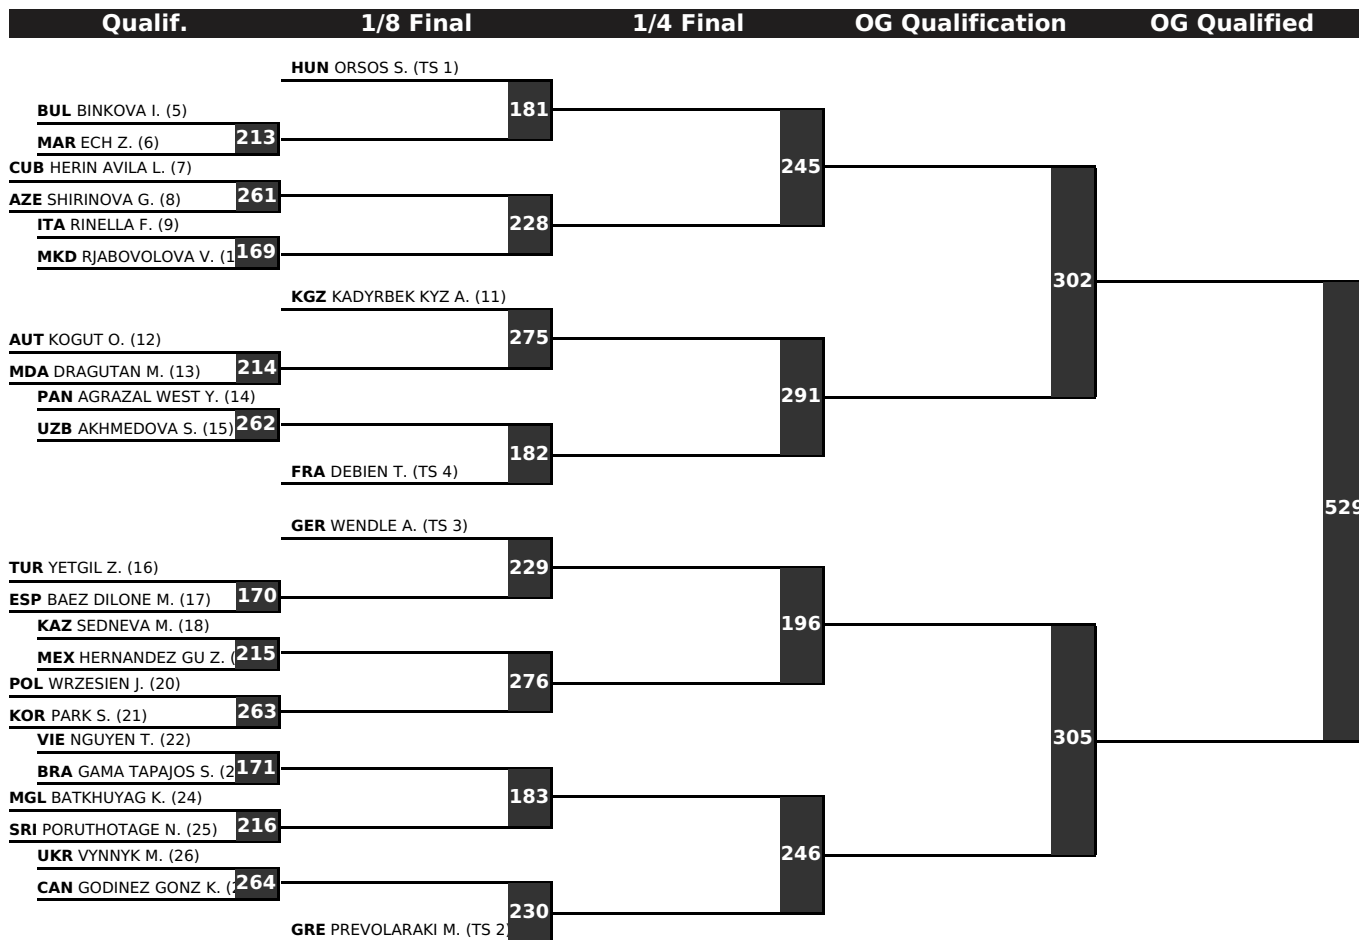 Qualif. 1/8 Final 1/4 Final OG Qualification OG Qualified
HUN ORSOS S. (TS 1)
181
BUL BINKOVA I. (5)
213
MAR ECH Z. (6)
CUB HERIN AVILA L. (7)
245
261
AZE SHIRINOVA G. (8)
ITA RINELLA F. (9)
228
169
MKD RJABOVOLOVA V. (1
302
KGZ KADYRBEK KYZ A. (11)
275
AUT KOGUT O. (12)
214
MDA DRAGUTAN M. (13)
PAN AGRAZAL WEST Y. (14)
291
262
UZB AKHMEDOVA S. (15)
182
FRA DEBIEN T. (TS 4)
529
GER WENDLE A. (TS 3)
229
TUR YETGIL Z. (16)
170
ESP BAEZ DILONE M. (17)
KAZ SEDNEVA M. (18)
196
215
MEX HERNANDEZ GU Z. (
276
POL WRZESIEN J. (20)
263
KOR PARK S. (21)
VIE NGUYEN T. (22)
305
171
BRA GAMA TAPAJOS S. (2
MGL BATKHUYAG K. (24)
183
216
SRI PORUTHOTAGE N. (25)
UKR VYNNYK M. (26)
246
264
CAN GODINEZ GONZ K. (2
230
GRE PREVOLARAKI M. (TS 2)